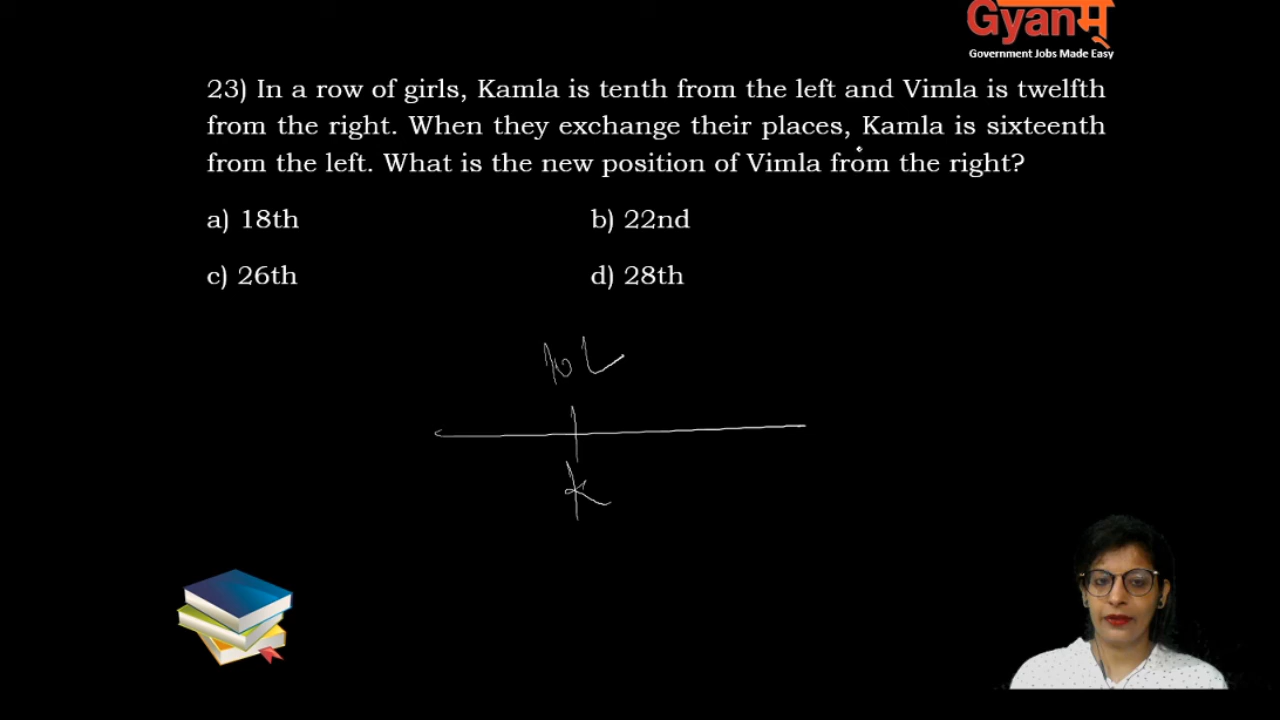 Gyanम्
Government Jobs Made Easy
23) In a row of girls, Kamla is tenth from the left and Vimla is twelfth
from the right. When they exchange their places, Kamla is sixteenth
from the left. What is the new position of Vimla from the right?
a) 18th b) 22nd
c) 26th d) 28th
10 L
K